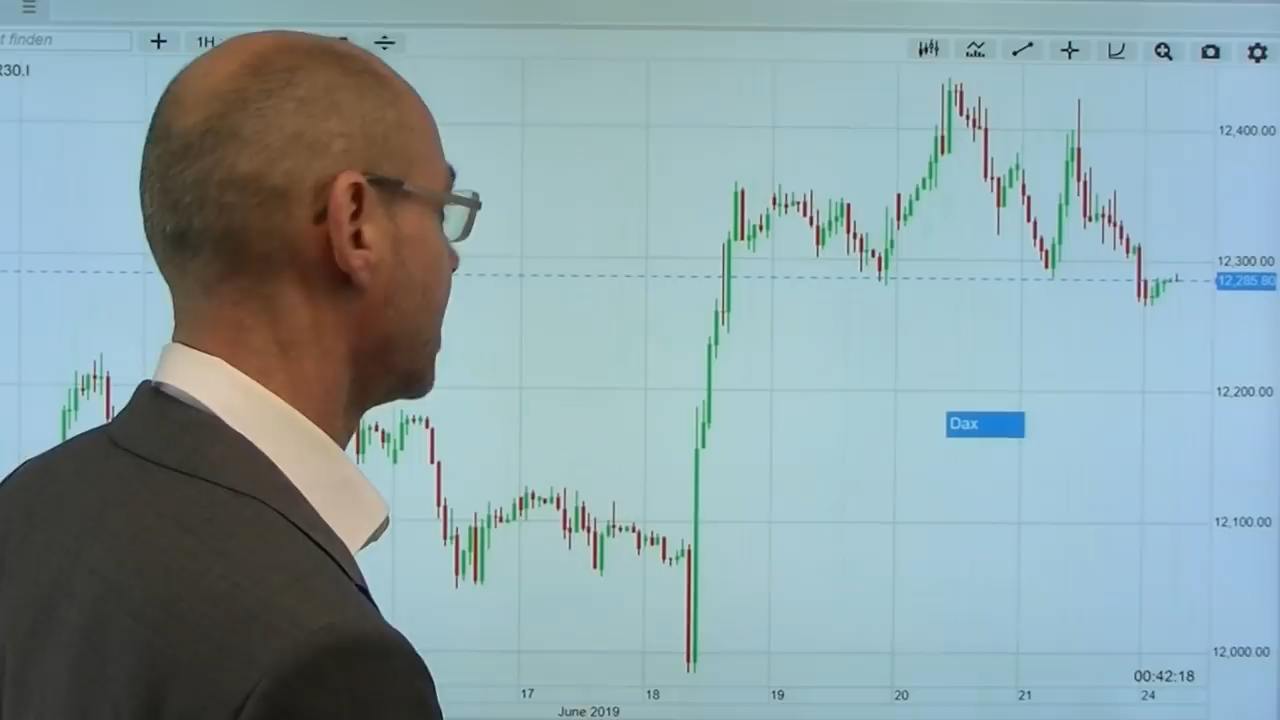 t finden
1H
R30.I
12,400.00
12,300.00
12,285.80
12,200.00
Dax
12,100.00
12,000.00
00:42:18
17 18 19 20 21 24
June 2019